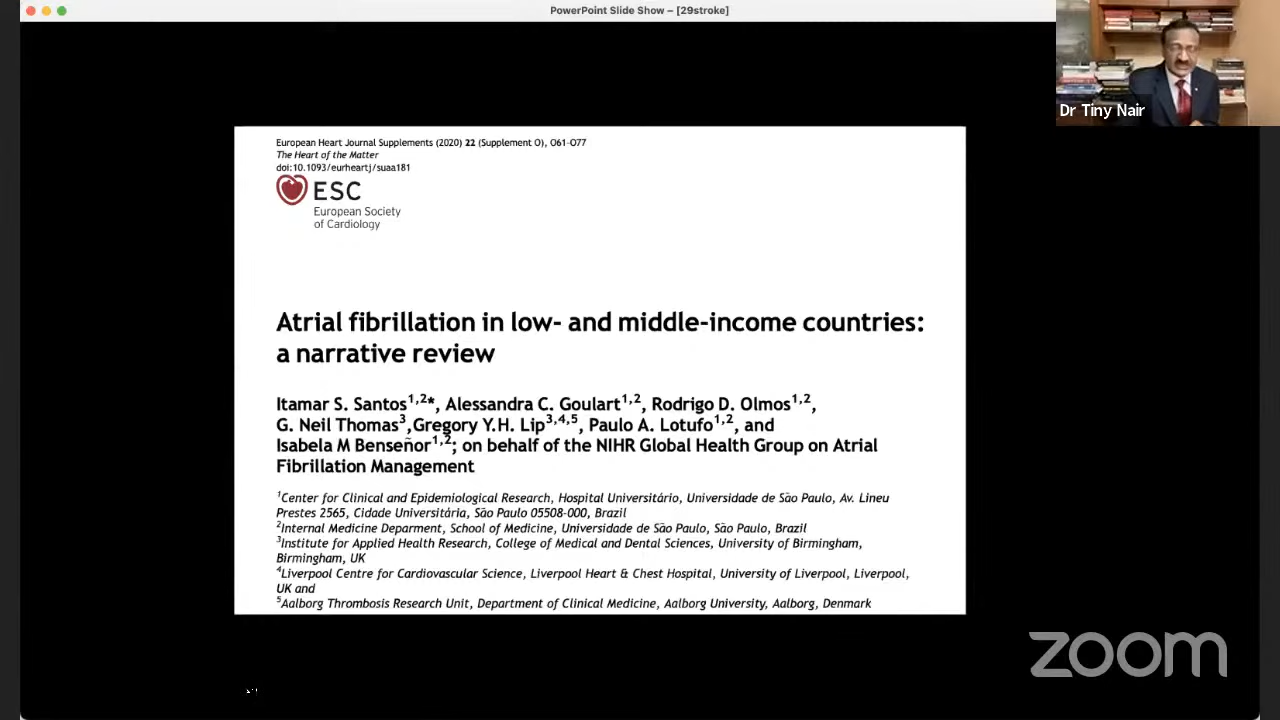 PowerPoint Slide Show – [29stroke]
Dr Tiny Nair
European Heart Journal Supplements (2020) 22 (Supplement O), O61–O77
The Heart of the Matter
doi:10.1093/eurheartj/suaa181
ESC
European Society
of Cardiology
Atrial fibrillation in low- and middle-income countries:
a narrative review
Itamar S. Santos1,2*, Alessandra C. Goulart1,2, Rodrigo D. Olmos1,2,
G. Neil Thomas3,Gregory Y.H. Lip3,4,5, Paulo A. Lotufo1,2, and
Isabela M Benseñor1,2; on behalf of the NIHR Global Health Group on Atrial
Fibrillation Management
1Center for Clinical and Epidemiological Research, Hospital Universitário, Universidade de São Paulo, Av. Lineu
Prestes 2565, Cidade Universitária, São Paulo 05508-000, Brazil
2Internal Medicine Deparment, School of Medicine, Universidade de São Paulo, São Paulo, Brazil
3Institute for Applied Health Research, College of Medical and Dental Sciences, University of Birmingham,
Birmingham, UK
4Liverpool Centre for Cardiovascular Science, Liverpool Heart & Chest Hospital, University of Liverpool, Liverpool,
UK and
5Aalborg Thrombosis Research Unit, Department of Clinical Medicine, Aalborg University, Aalborg, Denmark
zoom